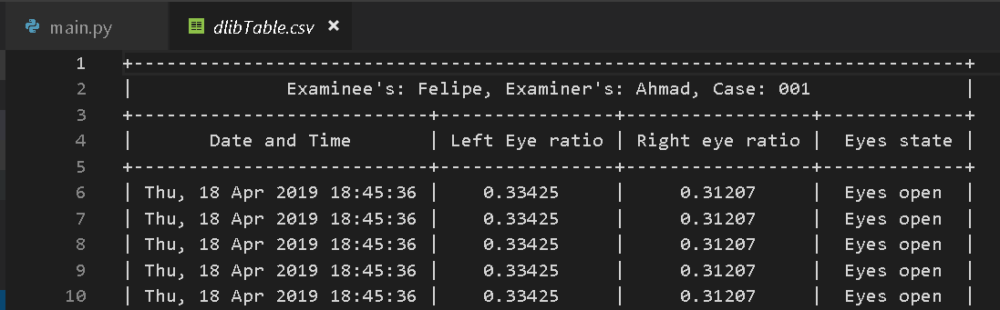 main.py dlibTable.csv ×
1 +----------------------------------------------------------------------------+
2 | Examinee's: Felipe, Examiner's: Ahmad, Case: 001 |
3 +---------------------------+----------------+-----------------+-------------+
4 | Date and Time | Left Eye ratio | Right eye ratio | Eyes state |
5 +---------------------------+----------------+-----------------+-------------+
6 | Thu, 18 Apr 2019 18:45:36 | 0.33425 | 0.31207 | Eyes open |
7 | Thu, 18 Apr 2019 18:45:36 | 0.33425 | 0.31207 | Eyes open |
8 | Thu, 18 Apr 2019 18:45:36 | 0.33425 | 0.31207 | Eyes open |
9 | Thu, 18 Apr 2019 18:45:36 | 0.33425 | 0.31207 | Eyes open |
10 | Thu, 18 Apr 2019 18:45:36 | 0.33425 | 0.31207 | Eyes open |